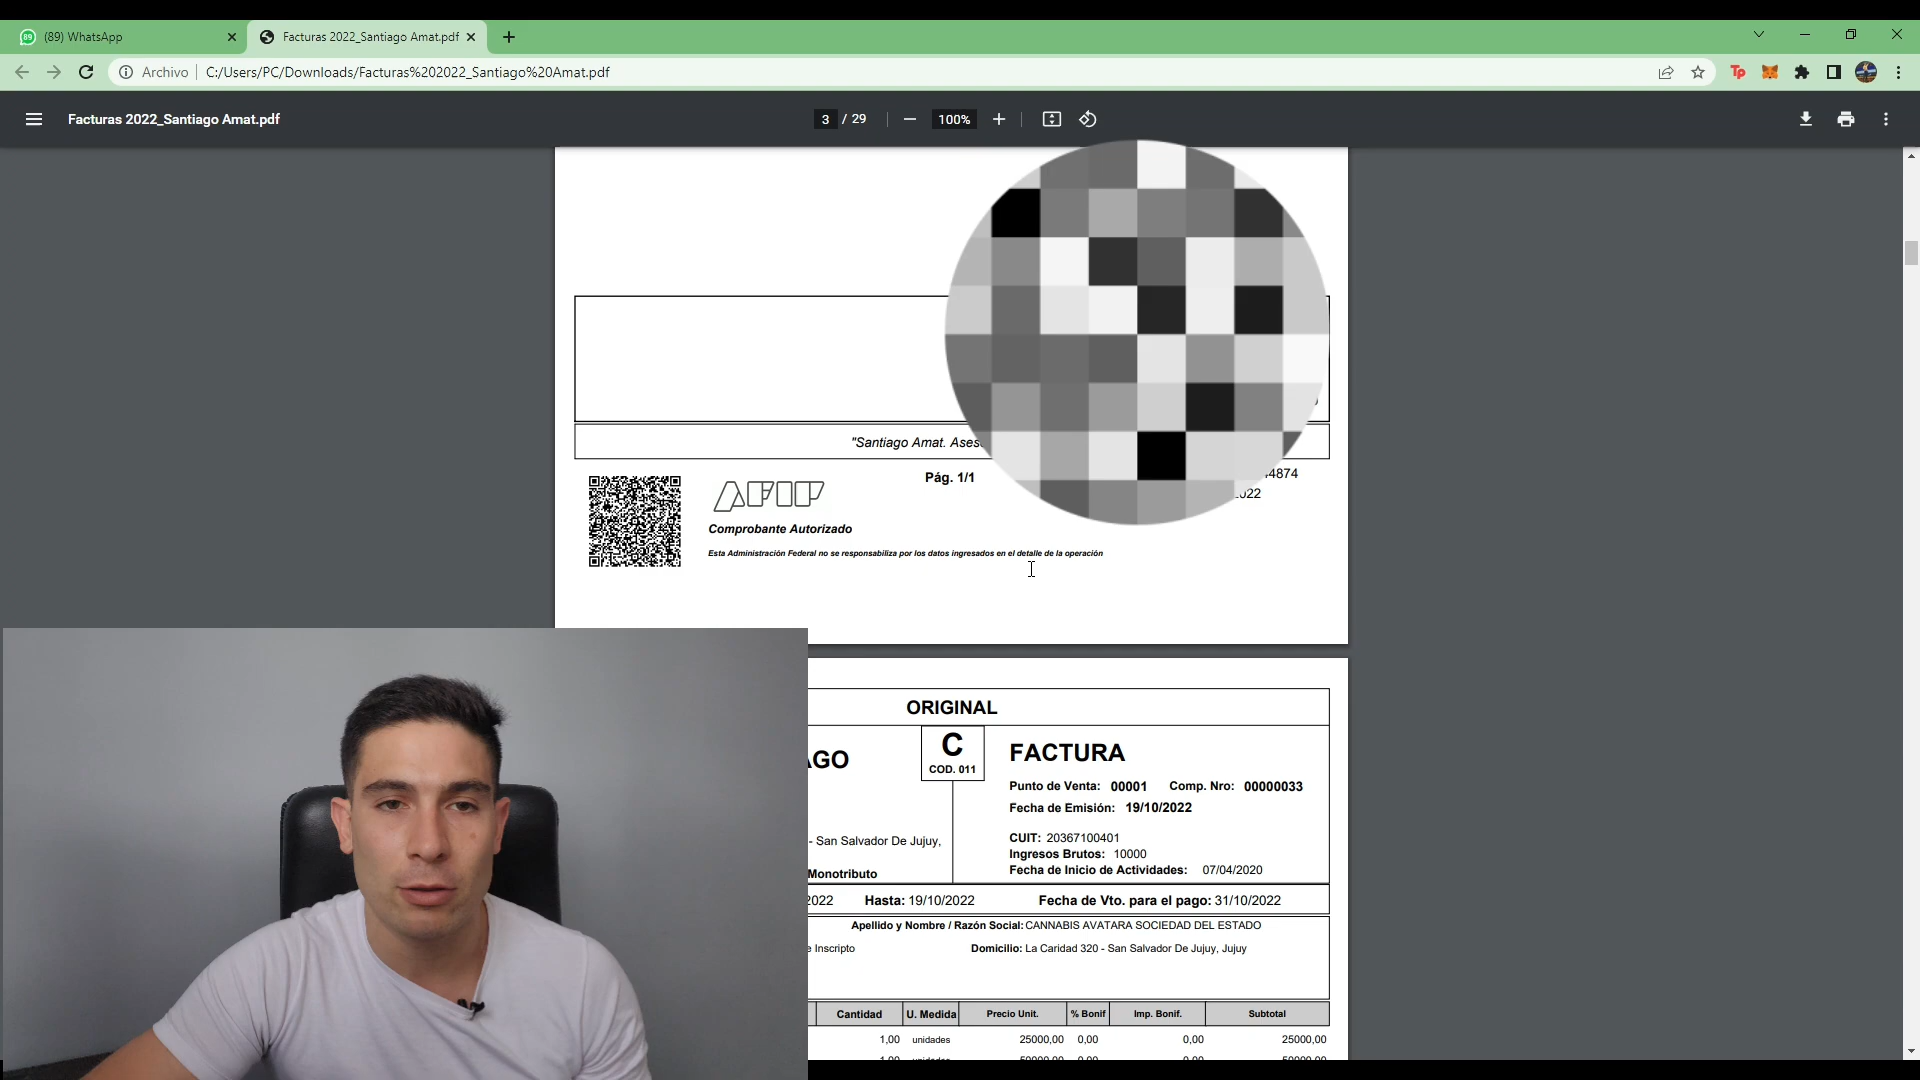 (89) WhatsApp
Facturas 2022_Santiago Amat.pdf
Archivo C:/Users/PC/Downloads/Facturas%202022_Santiago%20Amat.pdf
Tp
Facturas 2022_Santiago Amat.pdf
3 / 29
100%
"Santiago Amat.
Pág. 1/1
AFIP
Comprobante Autorizado
Esta Administración Federal no se responsabiliza por los datos ingresados en el detalle de la operación
ORIGINAL
C
COD. 011
FACTURA
Punto de Venta: 00001 Comp. Nro: 00000033
Fecha de Emisión: 19/10/2022
CUIT: 20367100401
- San Salvador De Jujuy,
Ingresos Brutos: 10000
Fecha de Inicio de Actividades: 07/04/2020
Monotributo
Hasta: 19/10/2022 Fecha de Vto. para el pago: 31/10/2022
Apellido y Nombre / Razón Social: CANNABIS AVATARA SOCIEDAD DEL ESTADO
Inscripto Domicilio: La Caridad 320 - San Salvador De Jujuy, Jujuy
Cantidad U. Medida Precio Unit. % Bonif Imp. Bonif. Subtotal
1,00 unidades 25000,00 0,00 0,00 25000,00